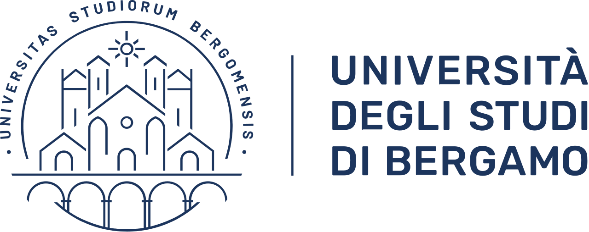 • UNIVERSITAS STUDIORUM BERGOMENSIS •
UNIVERSITÀ
DEGLI STUDI
DI BERGAMO